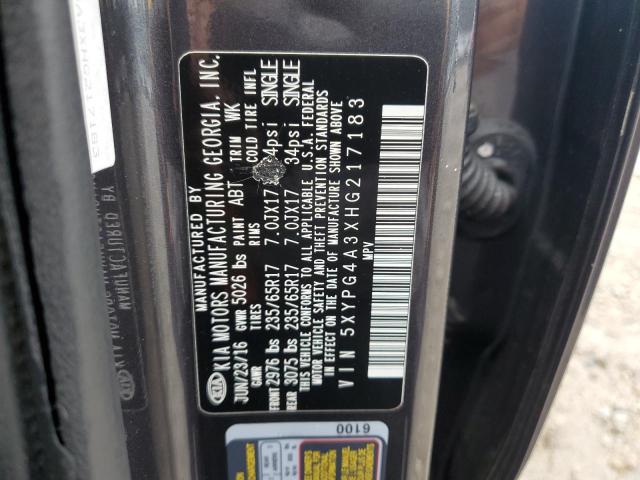 MANUFACTURED BY
KIA KIA MOTORS MANUFACTURING GEORGIA, INC.
JUN/23/16 GVWR 5026 lbs PAINT ABT TRIM WK
GAWR RIMS COLD TIRE INFL
FRONT 2976 lbs 235/65R17 7.0JX17 34psi SINGLE
REAR 3075 lbs 235/65R17 7.0JX17 34psi SINGLE
THIS VEHICLE CONFORMS TO ALL APPLICABLE U.S.A. FEDERAL
MOTOR VEHICLE SAFETY AND THEFT PREVENTION STANDARDS
IN EFFECT ON THE DATE OF MANUFACTURE SHOWN ABOVE
VIN 5XYPG4A3XHG217183
MPV
6100